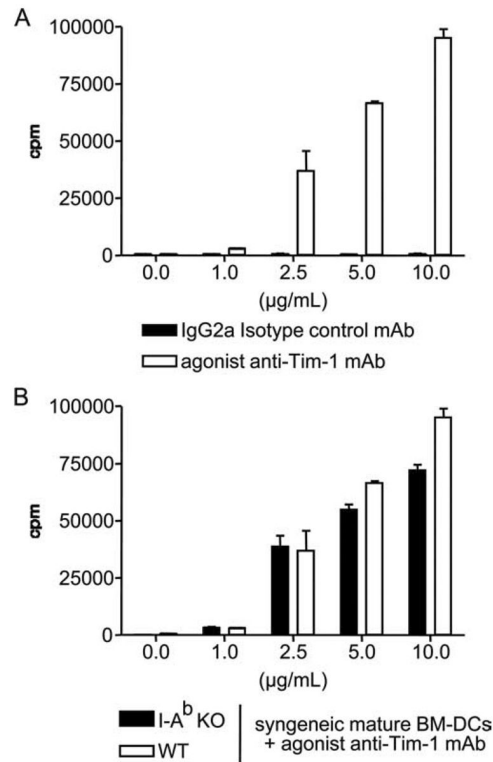 A
100000
75000
50000
25000
0
cpm
0.0 1.0 2.5 5.0 10.0
(µg/mL)
IgG2a Isotype control mAb
agonist anti-Tim-1 mAb
B
100000
75000
50000
25000
0
cpm
0.0 1.0 2.5 5.0 10.0
(µg/mL)
I-Aᵇ KO
WT
syngeneic mature BM-DCs
+ agonist anti-Tim-1 mAb